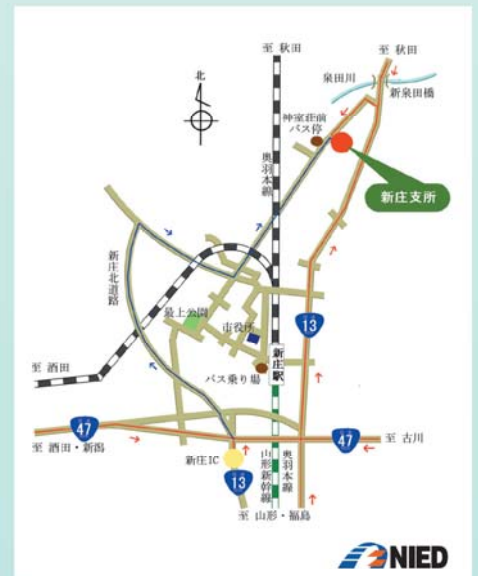 至 秋田
至 秋田
泉田川
新泉田橋
北
神室荘前
バス停
奥羽本線
新庄支所
新庄北道路
13
最上公園
市役所
新庄駅
至 酒田
バス乗り場
47
至 酒田・新潟
47
至 古川
新庄IC
13
山形新幹線
奥羽本線
至 山形・福島
NIED